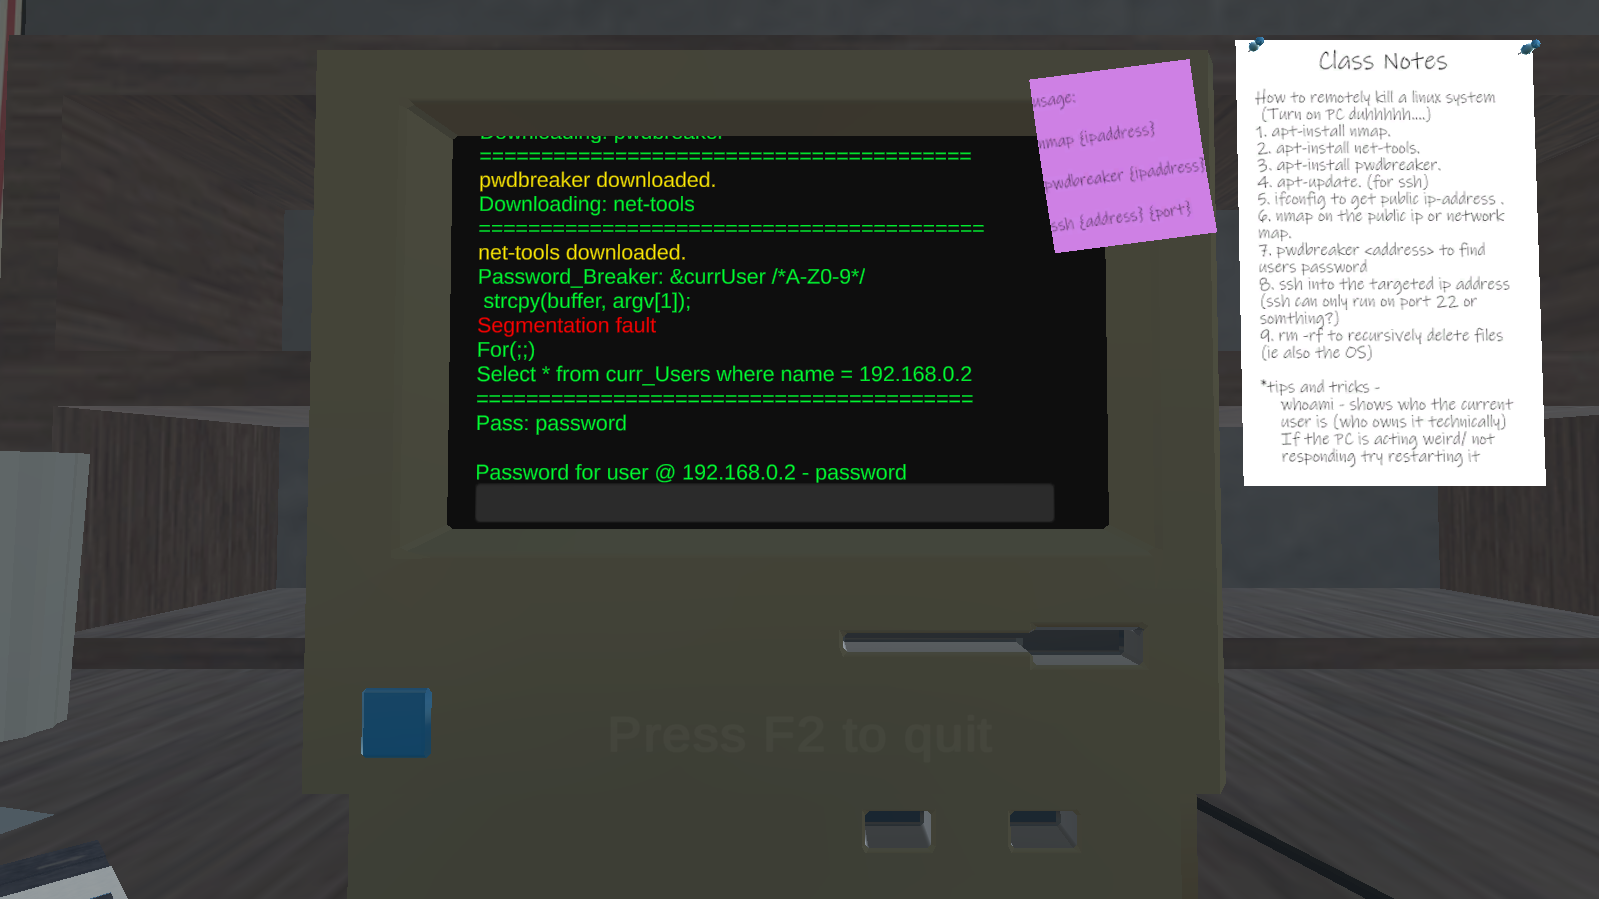 Downloading: pwdbreaker
========================================
pwdbreaker downloaded.
Downloading: net-tools
=========================================
net-tools downloaded.
Password_Breaker: &currUser /*A-Z0-9*/
strcpy(buffer, argv[1]);
Segmentation fault
For(;;)
Select * from curr_Users where name = 192.168.0.2
========================================
Pass: password
Password for user @ 192.168.0.2 - password
Press F2 to quit
usage:
nmap {ipaddress}
pwdbreaker {ipaddress}
ssh {address} {port}
Class Notes
How to remotely kill a linux system
(Turn on PC duhhhhh....)
1. apt-install nmap.
2. apt-install net-tools.
3. apt-install pwdbreaker.
4. apt-update. (for ssh)
5. ifconfig to get public ip-address .
6. nmap on the public ip or network
map.
7. pwdbreaker <address> to find
users password
8. ssh into the targeted ip address
(ssh can only run on port 22 or
somthing?)
9. rm -rf to recursively delete files
(ie also the OS)
*tips and tricks -
whoami - shows who the current
user is (who owns it technically)
If the PC is acting weird/ not
responding try restarting it